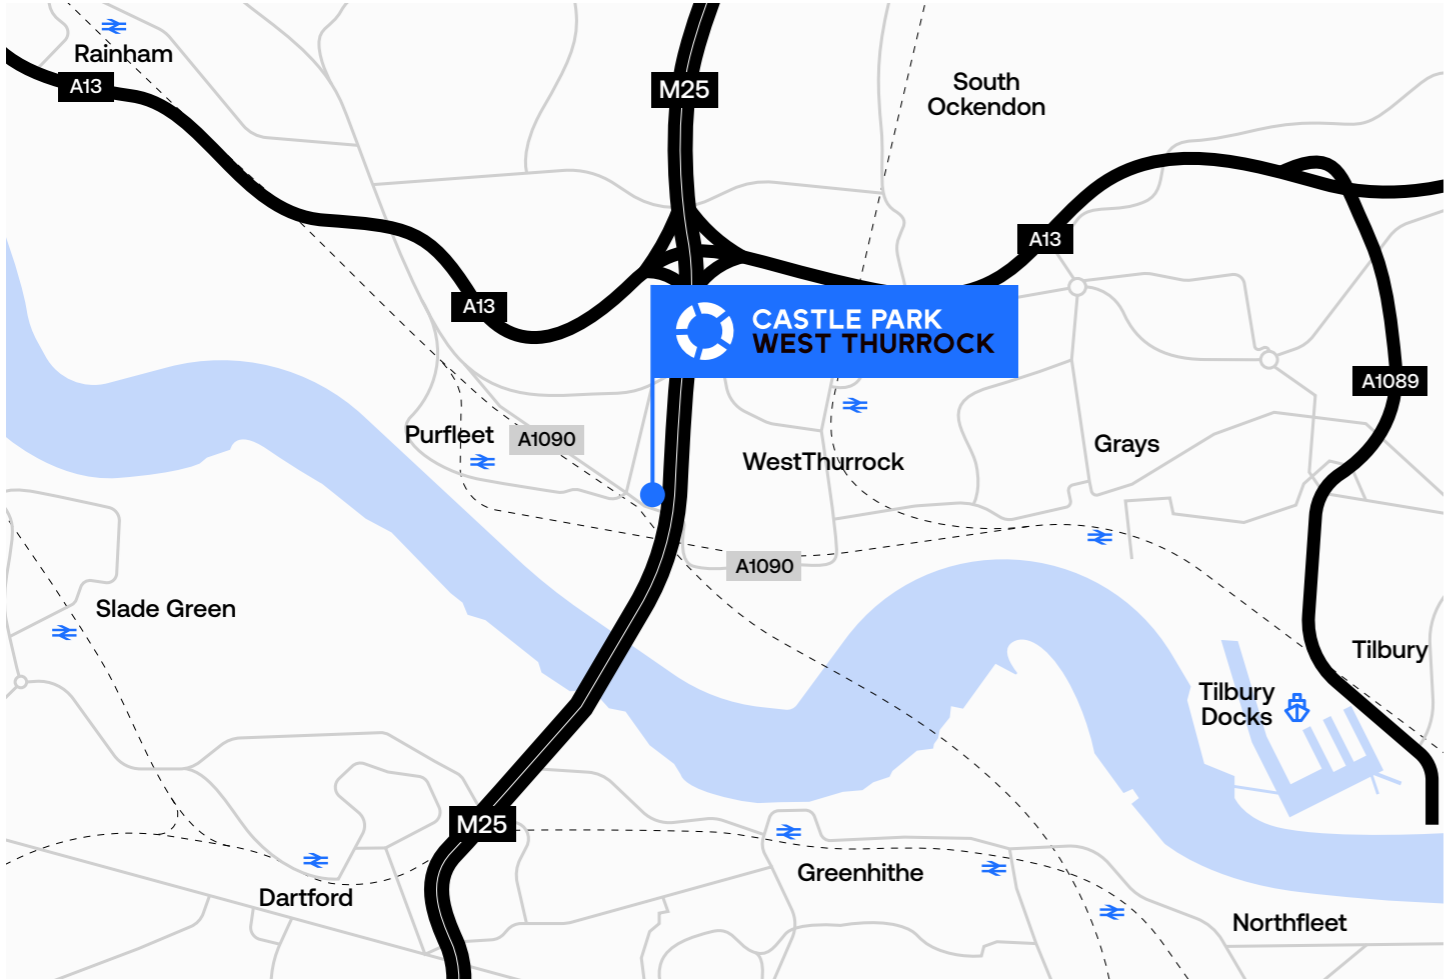 Rainham
A13
M25
South
Ockendon
A13
A13
CASTLE PARK
WEST THURROCK
A1089
Purfleet
A1090
WestThurrock
Grays
A1090
Slade Green
Tilbury
Tilbury
Docks
M25
Greenhithe
Dartford
Northfleet